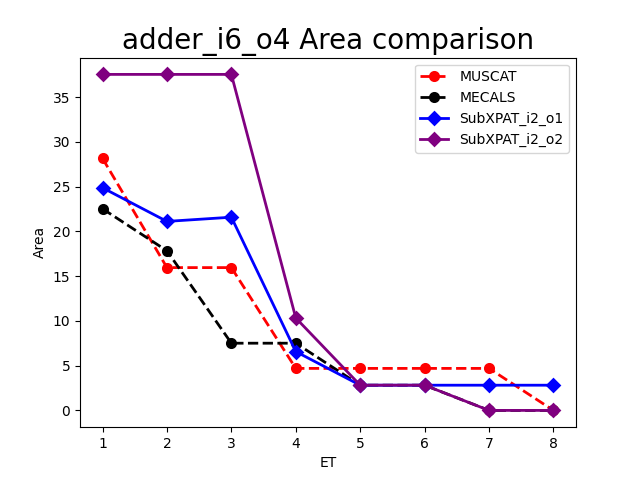 adder_i6_o4 Area comparison
MUSCAT
MECALS
SubXPAT_i2_o1
SubXPAT_i2_o2
Area
35
30
25
20
15
10
5
0
1 2 3 4 5 6 7 8
ET